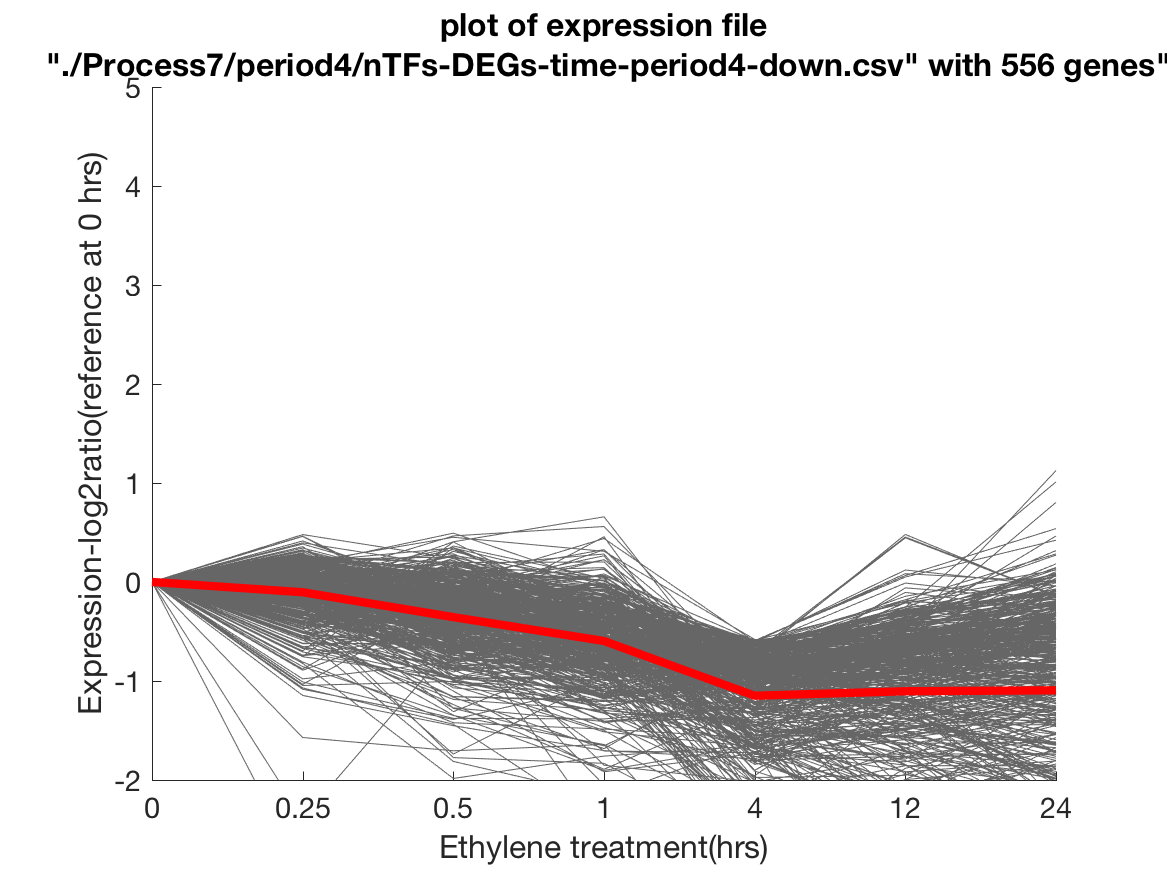 plot of expression file
"./Process7/period4/nTFs-DEGs-time-period4-down.csv" with 556 genes"
Expression-log2ratio(reference at 0 hrs)
5
4
3
2
1
0
-1
-2
0 0.25 0.5 1 4 12 24
Ethylene treatment(hrs)